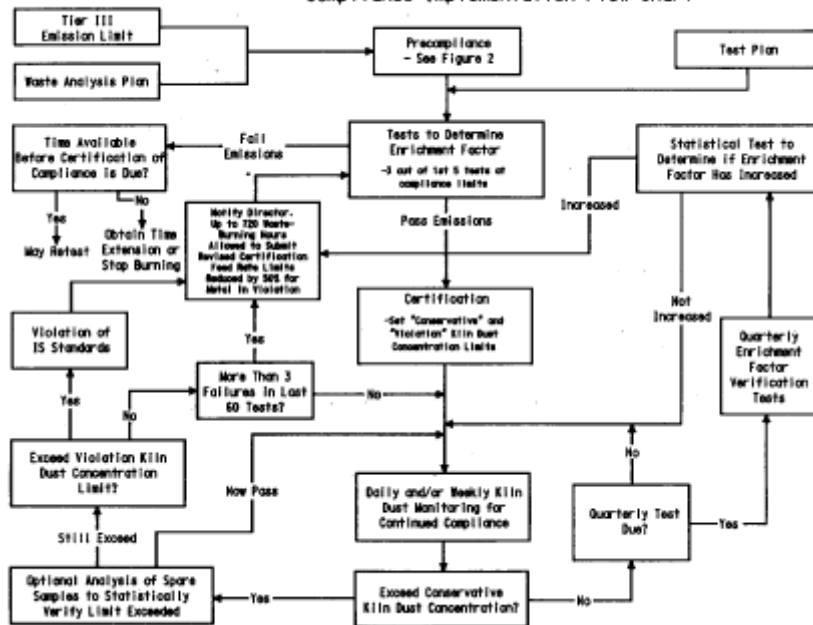 Compliance Implementation Flow Chart
Tier III
Emission Limit
Waste Analysis Plan
Precompliance
- See Figure 2
Test Plan
Time Available
Before Certification of
Compliance is Due?
Fail
Emissions
Tests to Determine
Enrichment Factor
-3 out of 1st 5 tests at
compliance limits
Statistical Test to
Determine if Enrichment
Factor Has Increased
Yes
No
May Retest
Obtain Time
Extension or
Stop Burning
Notify Director.
Up to 720 Waste-
Burning Hours
Allowed to Submit
Revised Certification
Feed Rate Limits
Reduced by 50% for
Metal in Violation
Pass Emissions
Increased
Not
Increased
Certification
-Set "Conservative" and
"Violation" Kiln Dust
Concentration Limits
Violation of
IS Standards
Yes
Quarterly
Enrichment
Factor
Verification
Tests
Yes
No
More Than 3
Failures in Last
60 Tests?
No
Exceed Violation Kiln
Dust Concentration
Limit?
Now Pass
No
Daily and/or Weekly Kiln
Dust Monitoring for
Continued Compliance
Quarterly Test
Due?
Yes
Still Exceed
Optional Analysis of Spare
Samples to Statistically
Verify Limit Exceeded
Yes
Exceed Conservative
Kiln Dust Concentration?
No